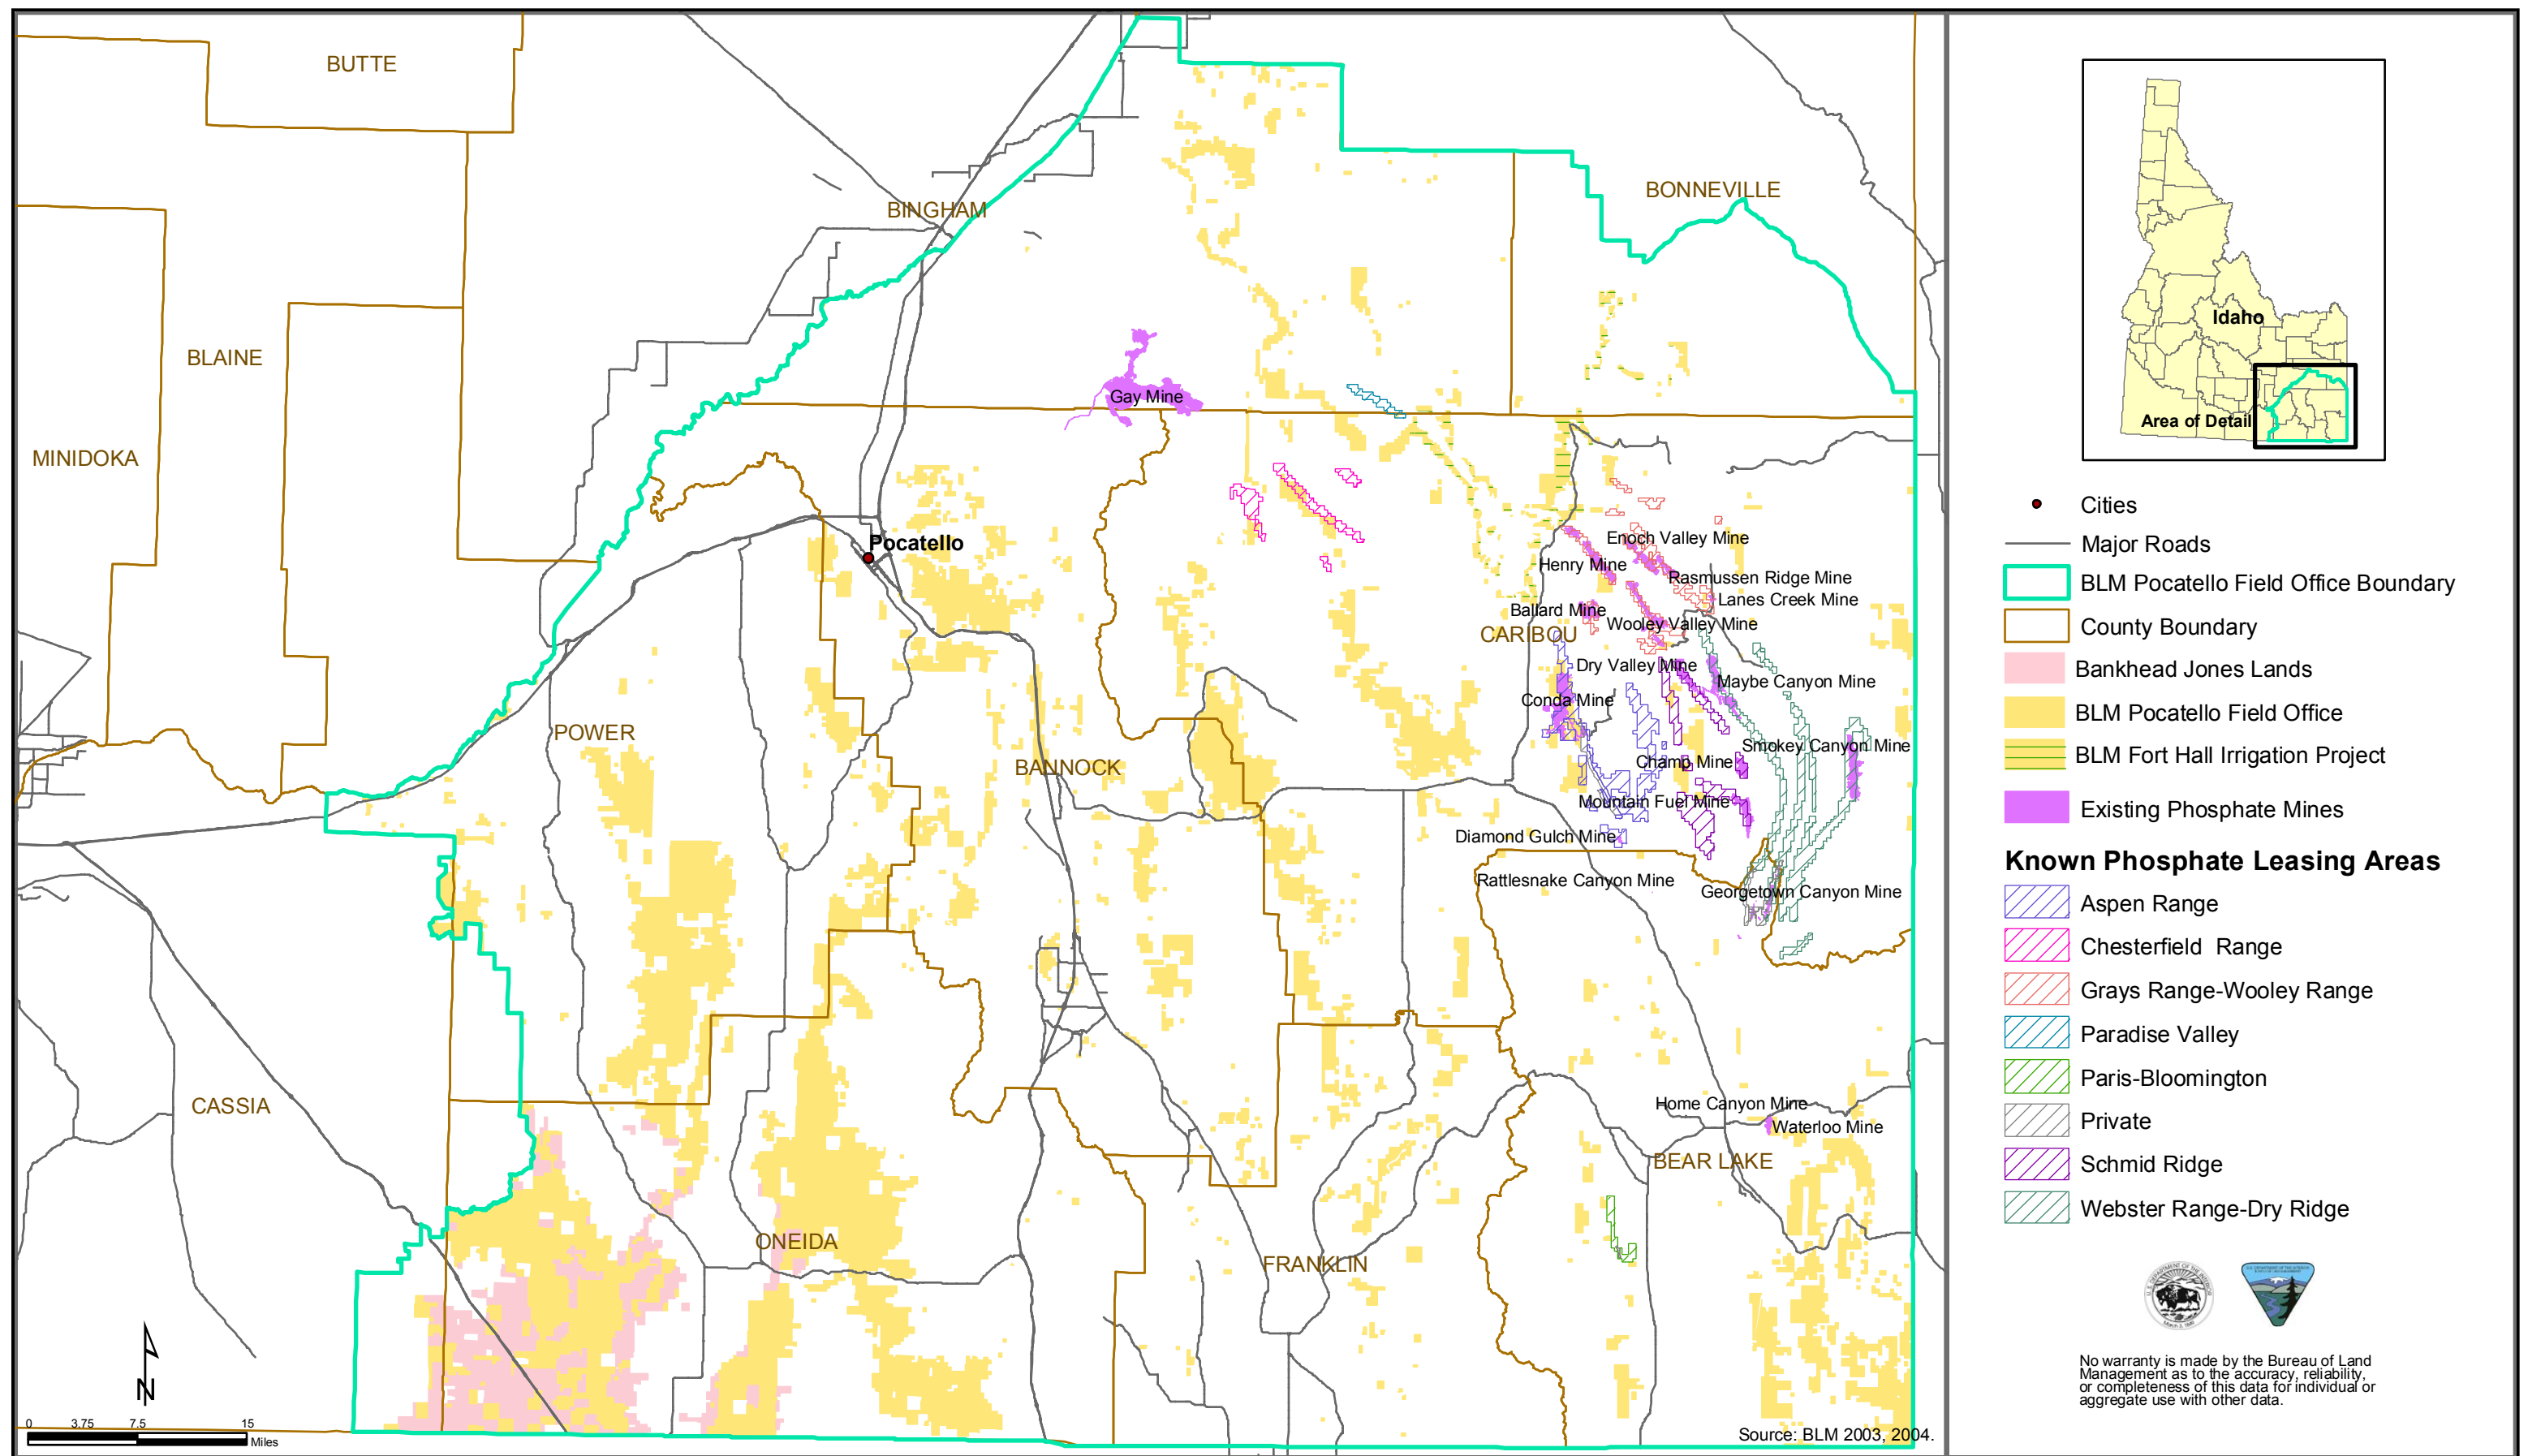 BUTTE
BINGHAM
BONNEVILLE
BLAINE
Gay Mine
MINIDOKA
Pocatello
Enoch Valley Mine
Henry Mine
Rasmussen Ridge Mine
Lanes Creek Mine
Ballard Mine
Wooley Valley Mine
CARIBOU
Dry Valley Mine
Maybe Canyon Mine
Conda Mine
POWER
Smokey Canyon Mine
BANNOCK
Champ Mine
Mountain Fuel Mine
Diamond Gulch Mine
Rattlesnake Canyon Mine
Georgetown Canyon Mine
CASSIA
Home Canyon Mine
Waterloo Mine
BEAR LAKE
ONEIDA
FRANKLIN
N
0 3.75 7.5 15
Miles
Source: BLM 2003, 2004.
Idaho
Area of Detail
Cities
Major Roads
BLM Pocatello Field Office Boundary
County Boundary
Bankhead Jones Lands
BLM Pocatello Field Office
BLM Fort Hall Irrigation Project
Existing Phosphate Mines
Known Phosphate Leasing Areas
Aspen Range
Chesterfield Range
Grays Range-Wooley Range
Paradise Valley
Paris-Bloomington
Private
Schmid Ridge
Webster Range-Dry Ridge
No warranty is made by the Bureau of Land
Management as to the accuracy, reliability,
or completeness of this data for individual or
aggregate use with other data.